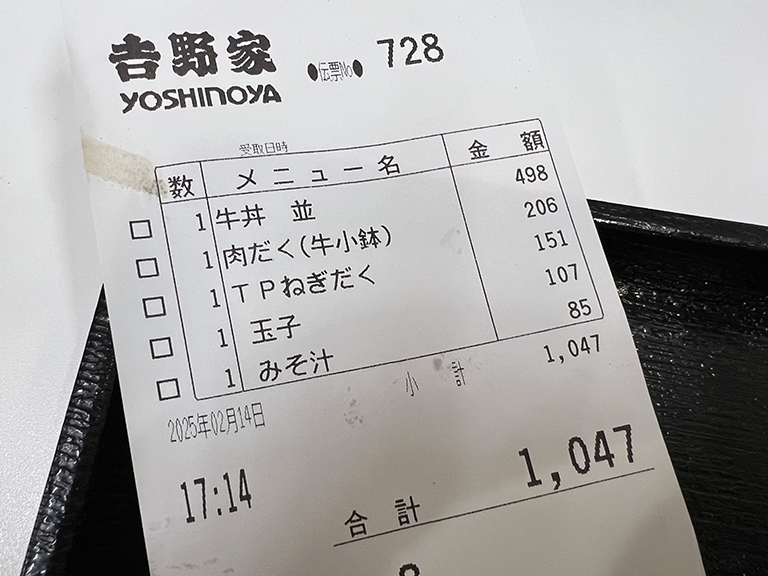 吉野家 ●伝票No● 728
YOSHINOYA
受取日時
数 メニュー名 金額
□ 1 牛丼 並 498
□ 1 肉だく(牛小鉢) 206
□ 1 TPねぎだく 151
□ 1 玉子 107
□ 1 みそ汁 85
小計 1,047
2025年02月14日
17:14
合計 1,047